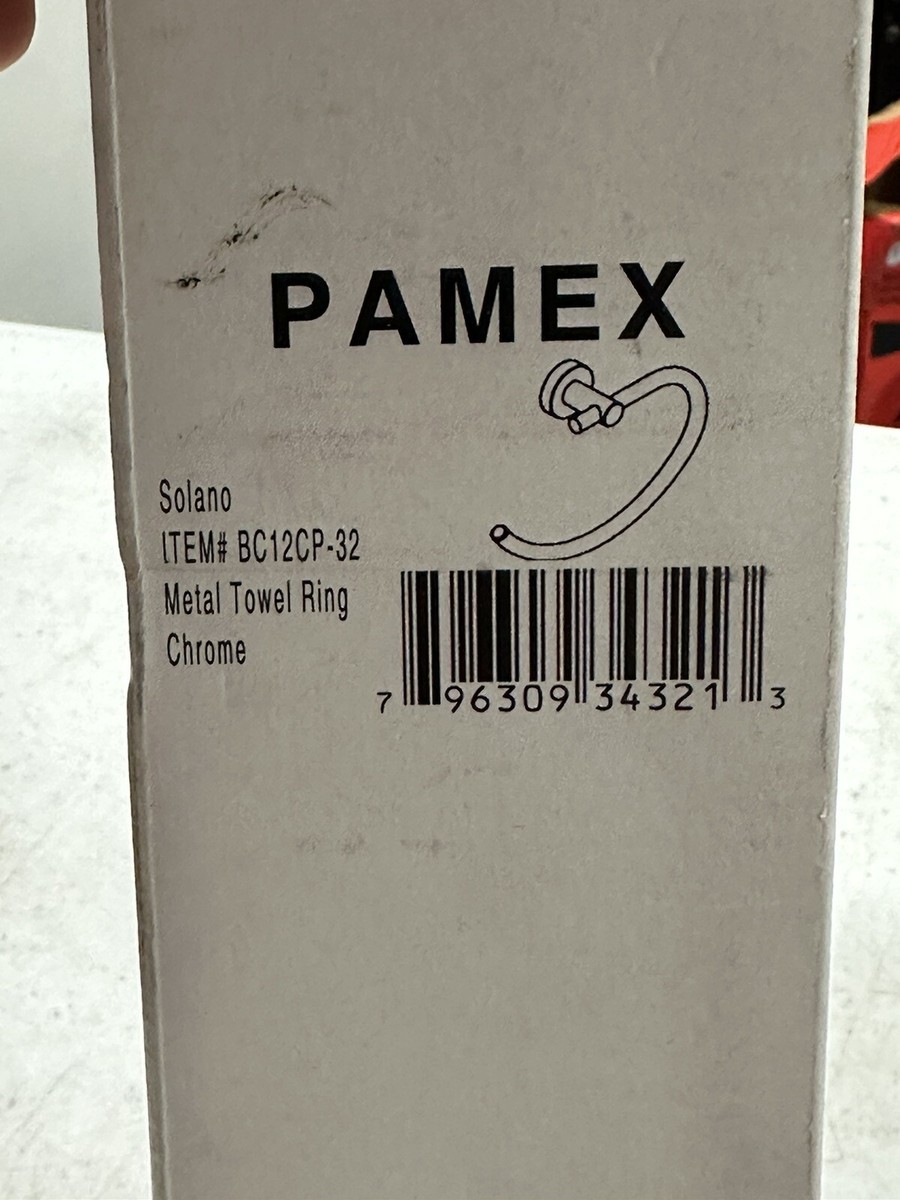 PAMEX
Solano
ITEM# BC12CP-32
Metal Towel Ring
Chrome
7 96309 34321 3